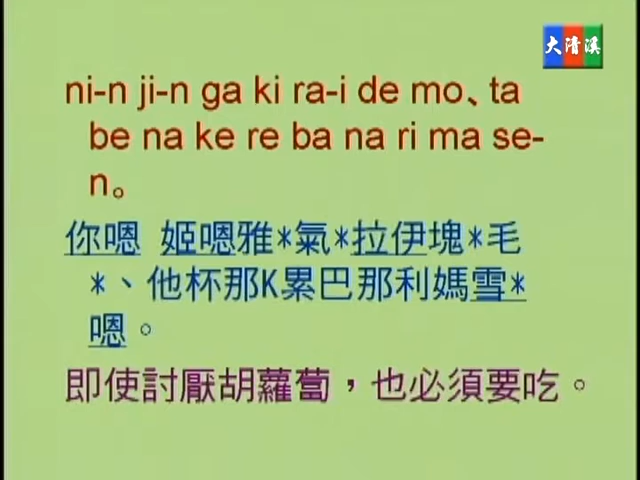 大清溪
ni-n ji-n ga ki ra-i de mo、ta
be na ke re ba na ri ma se-
n。
你嗯 姬嗯雅*氣*拉伊塊*毛
*、他杯那K累巴那利媽雪*
嗯。
即使討厭胡蘿蔔，也必須要吃。